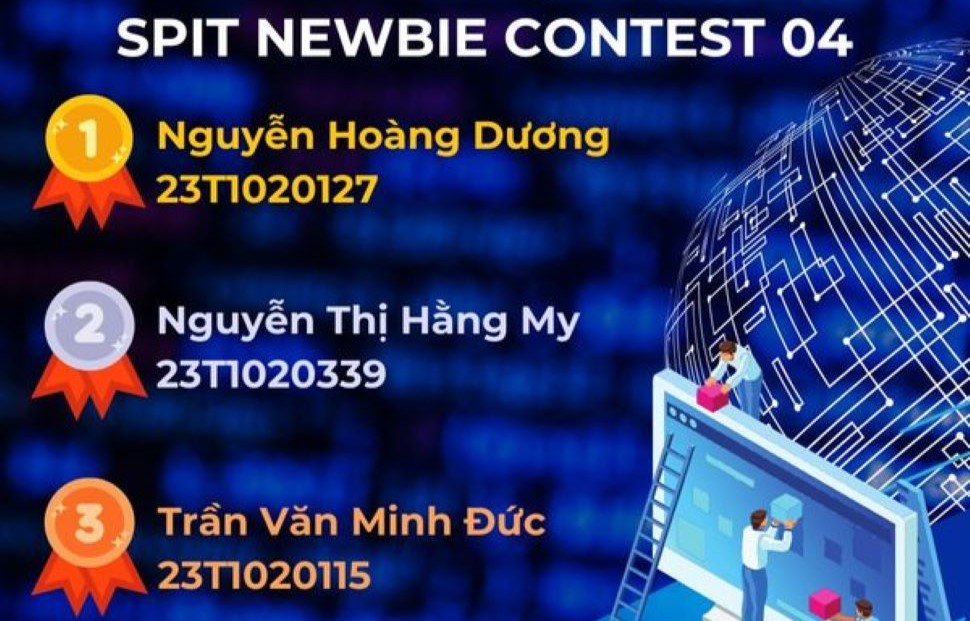 SPIT NEWBIE CONTEST 04
1
Nguyễn Hoàng Dương
23T1020127
2
Nguyễn Thị Hằng My
23T1020339
3
Trần Văn Minh Đức
23T1020115